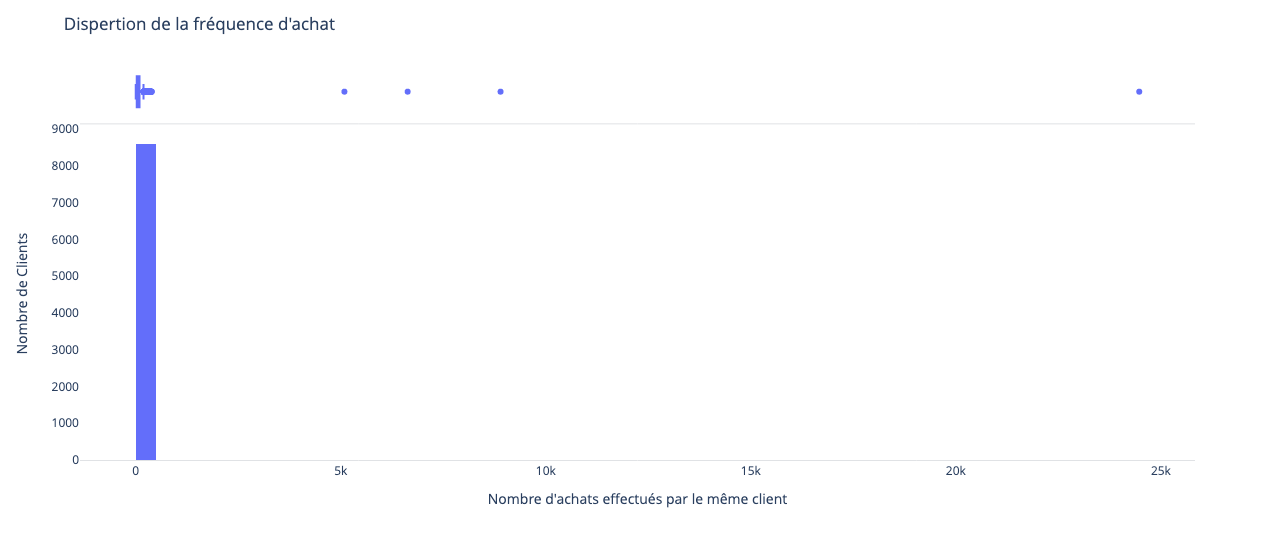 Dispertion de la fréquence d'achat
9000
8000
7000
6000
5000
4000
3000
2000
1000
0
Nombre de Clients
0 5k 10k 15k 20k 25k
Nombre d'achats effectués par le même client